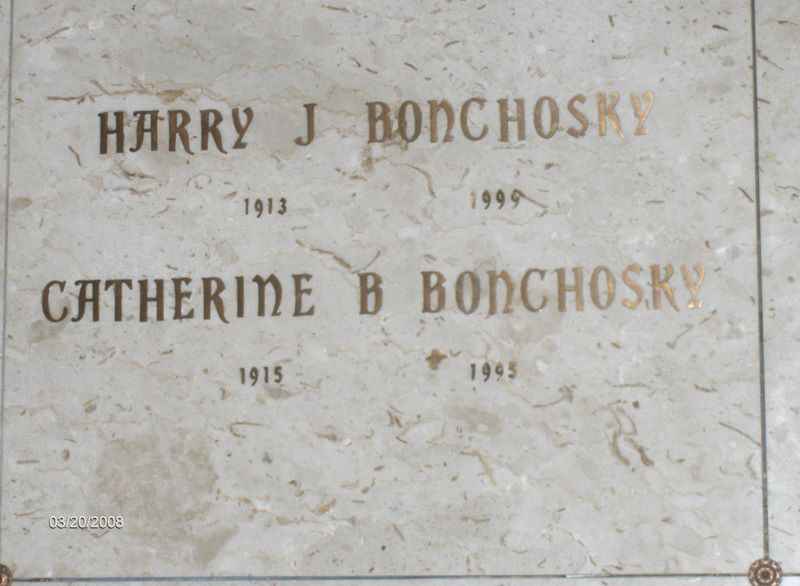 HARRY J BONCHOSKY
1913 1999
CATHERINE B BONCHOSKY
1915 1995
03/20/2008